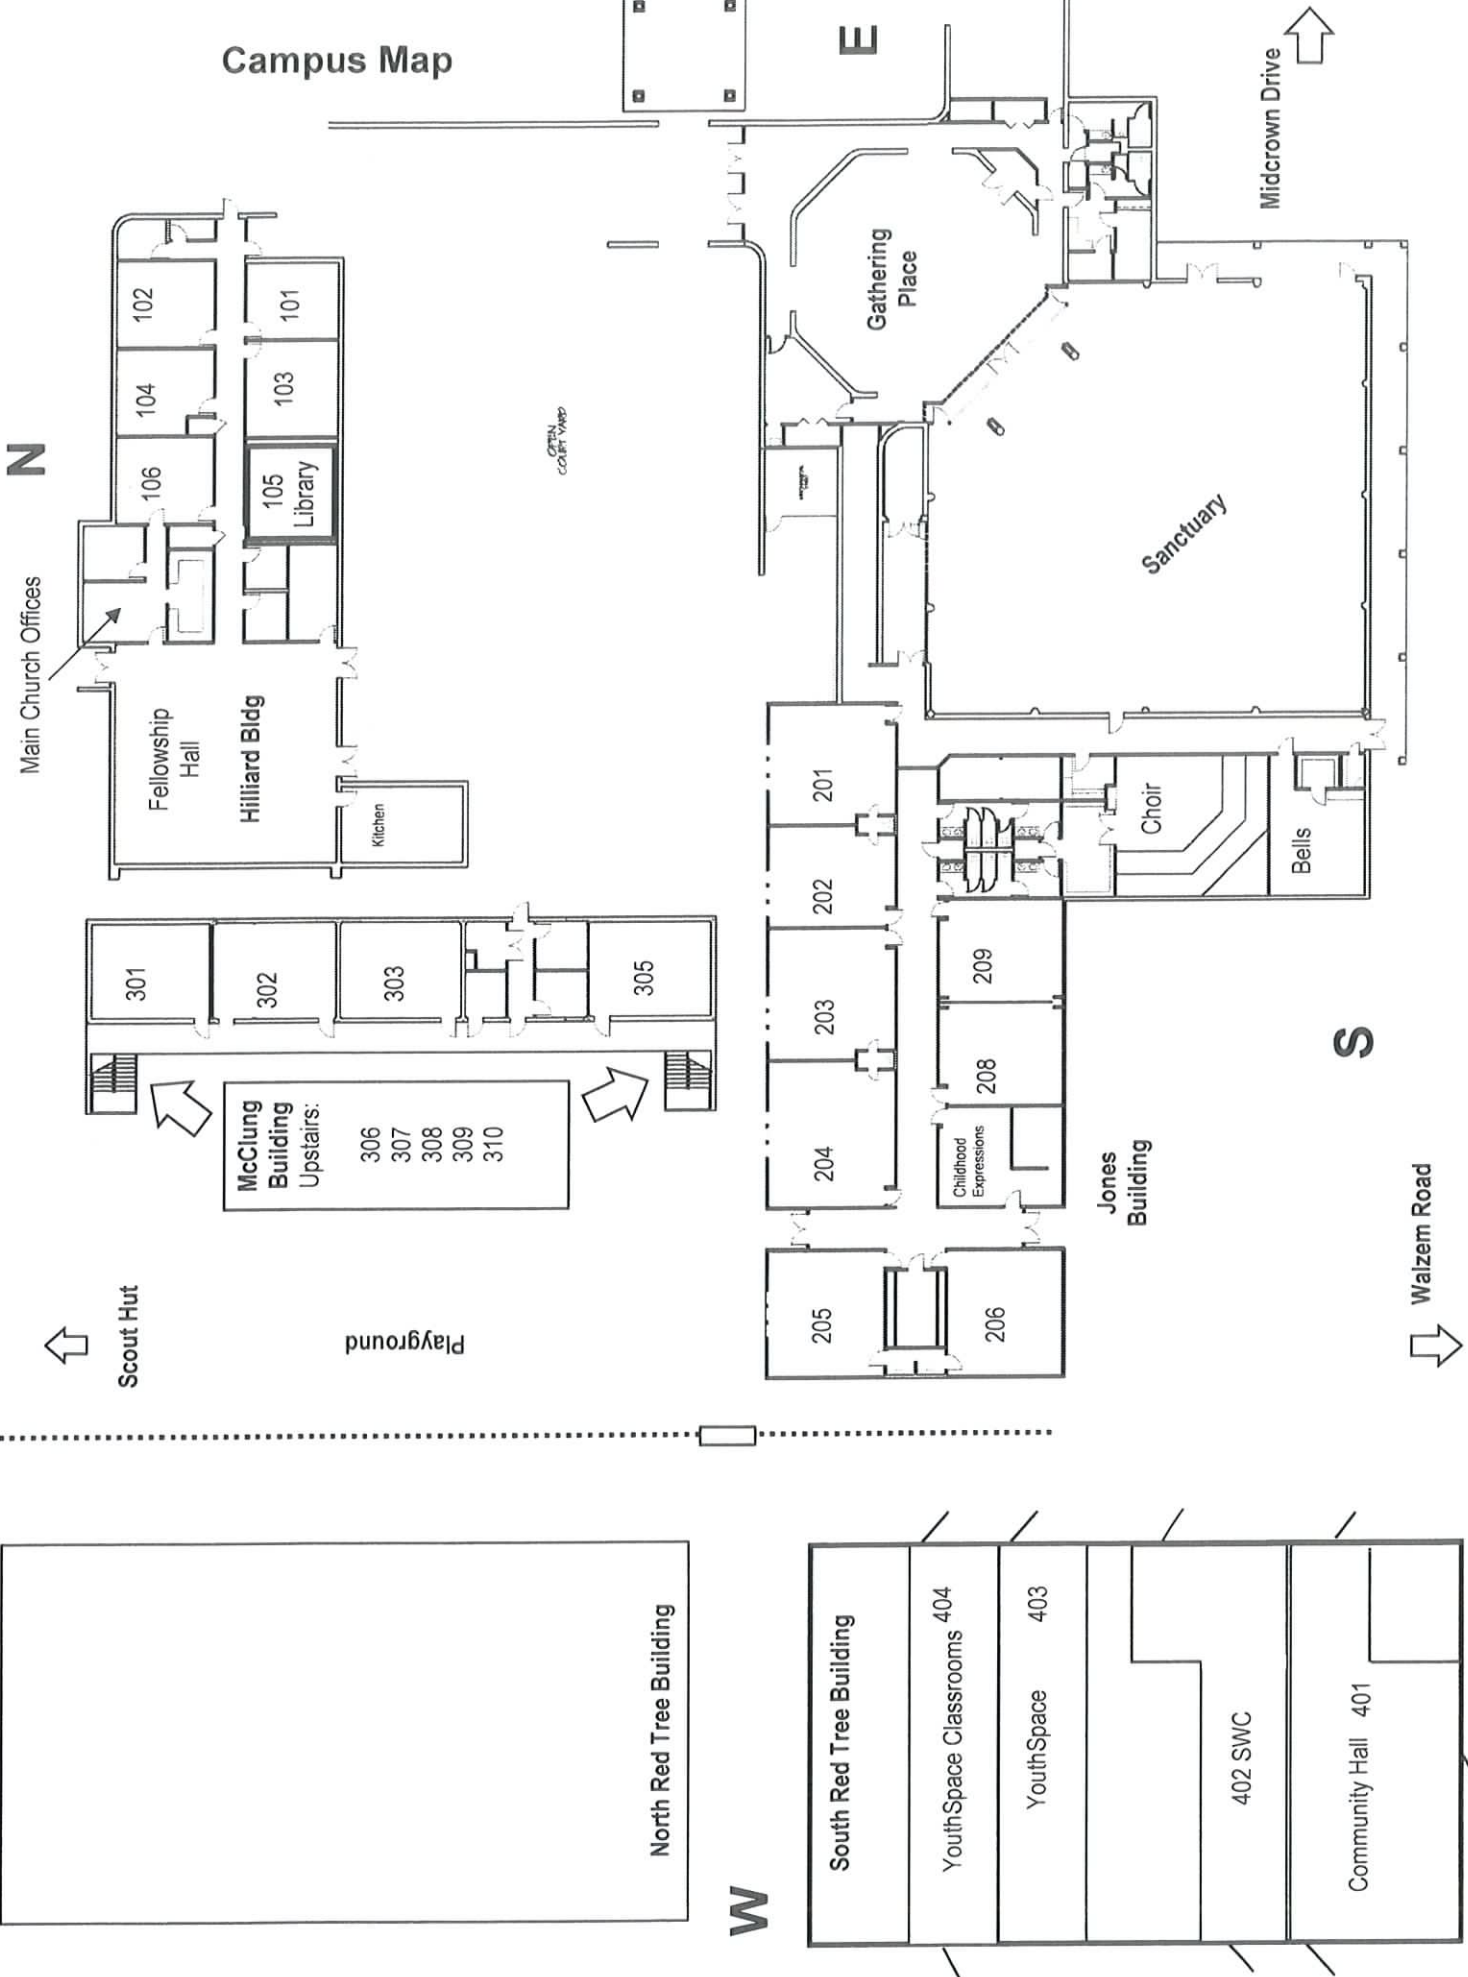 Campus Map
N
E
S
W
Midcrown Drive
Main Church Offices
102
101
104
103
106
105
Library
Fellowship
Hall
Hilliard Bldg
Kitchen
OPEN
COURT YARD
Gathering
Place
Sanctuary
301
302
303
305
McClung
Building
Upstairs:
306
307
308
309
310
201
202
203
204
205
206
209
208
Childhood
Expressions
Choir
Bells
Jones
Building
Scout Hut
Playground
Walzem Road
North Red Tree Building
South Red Tree Building
YouthSpace Classrooms 404
YouthSpace 403
402 SWC
Community Hall 401